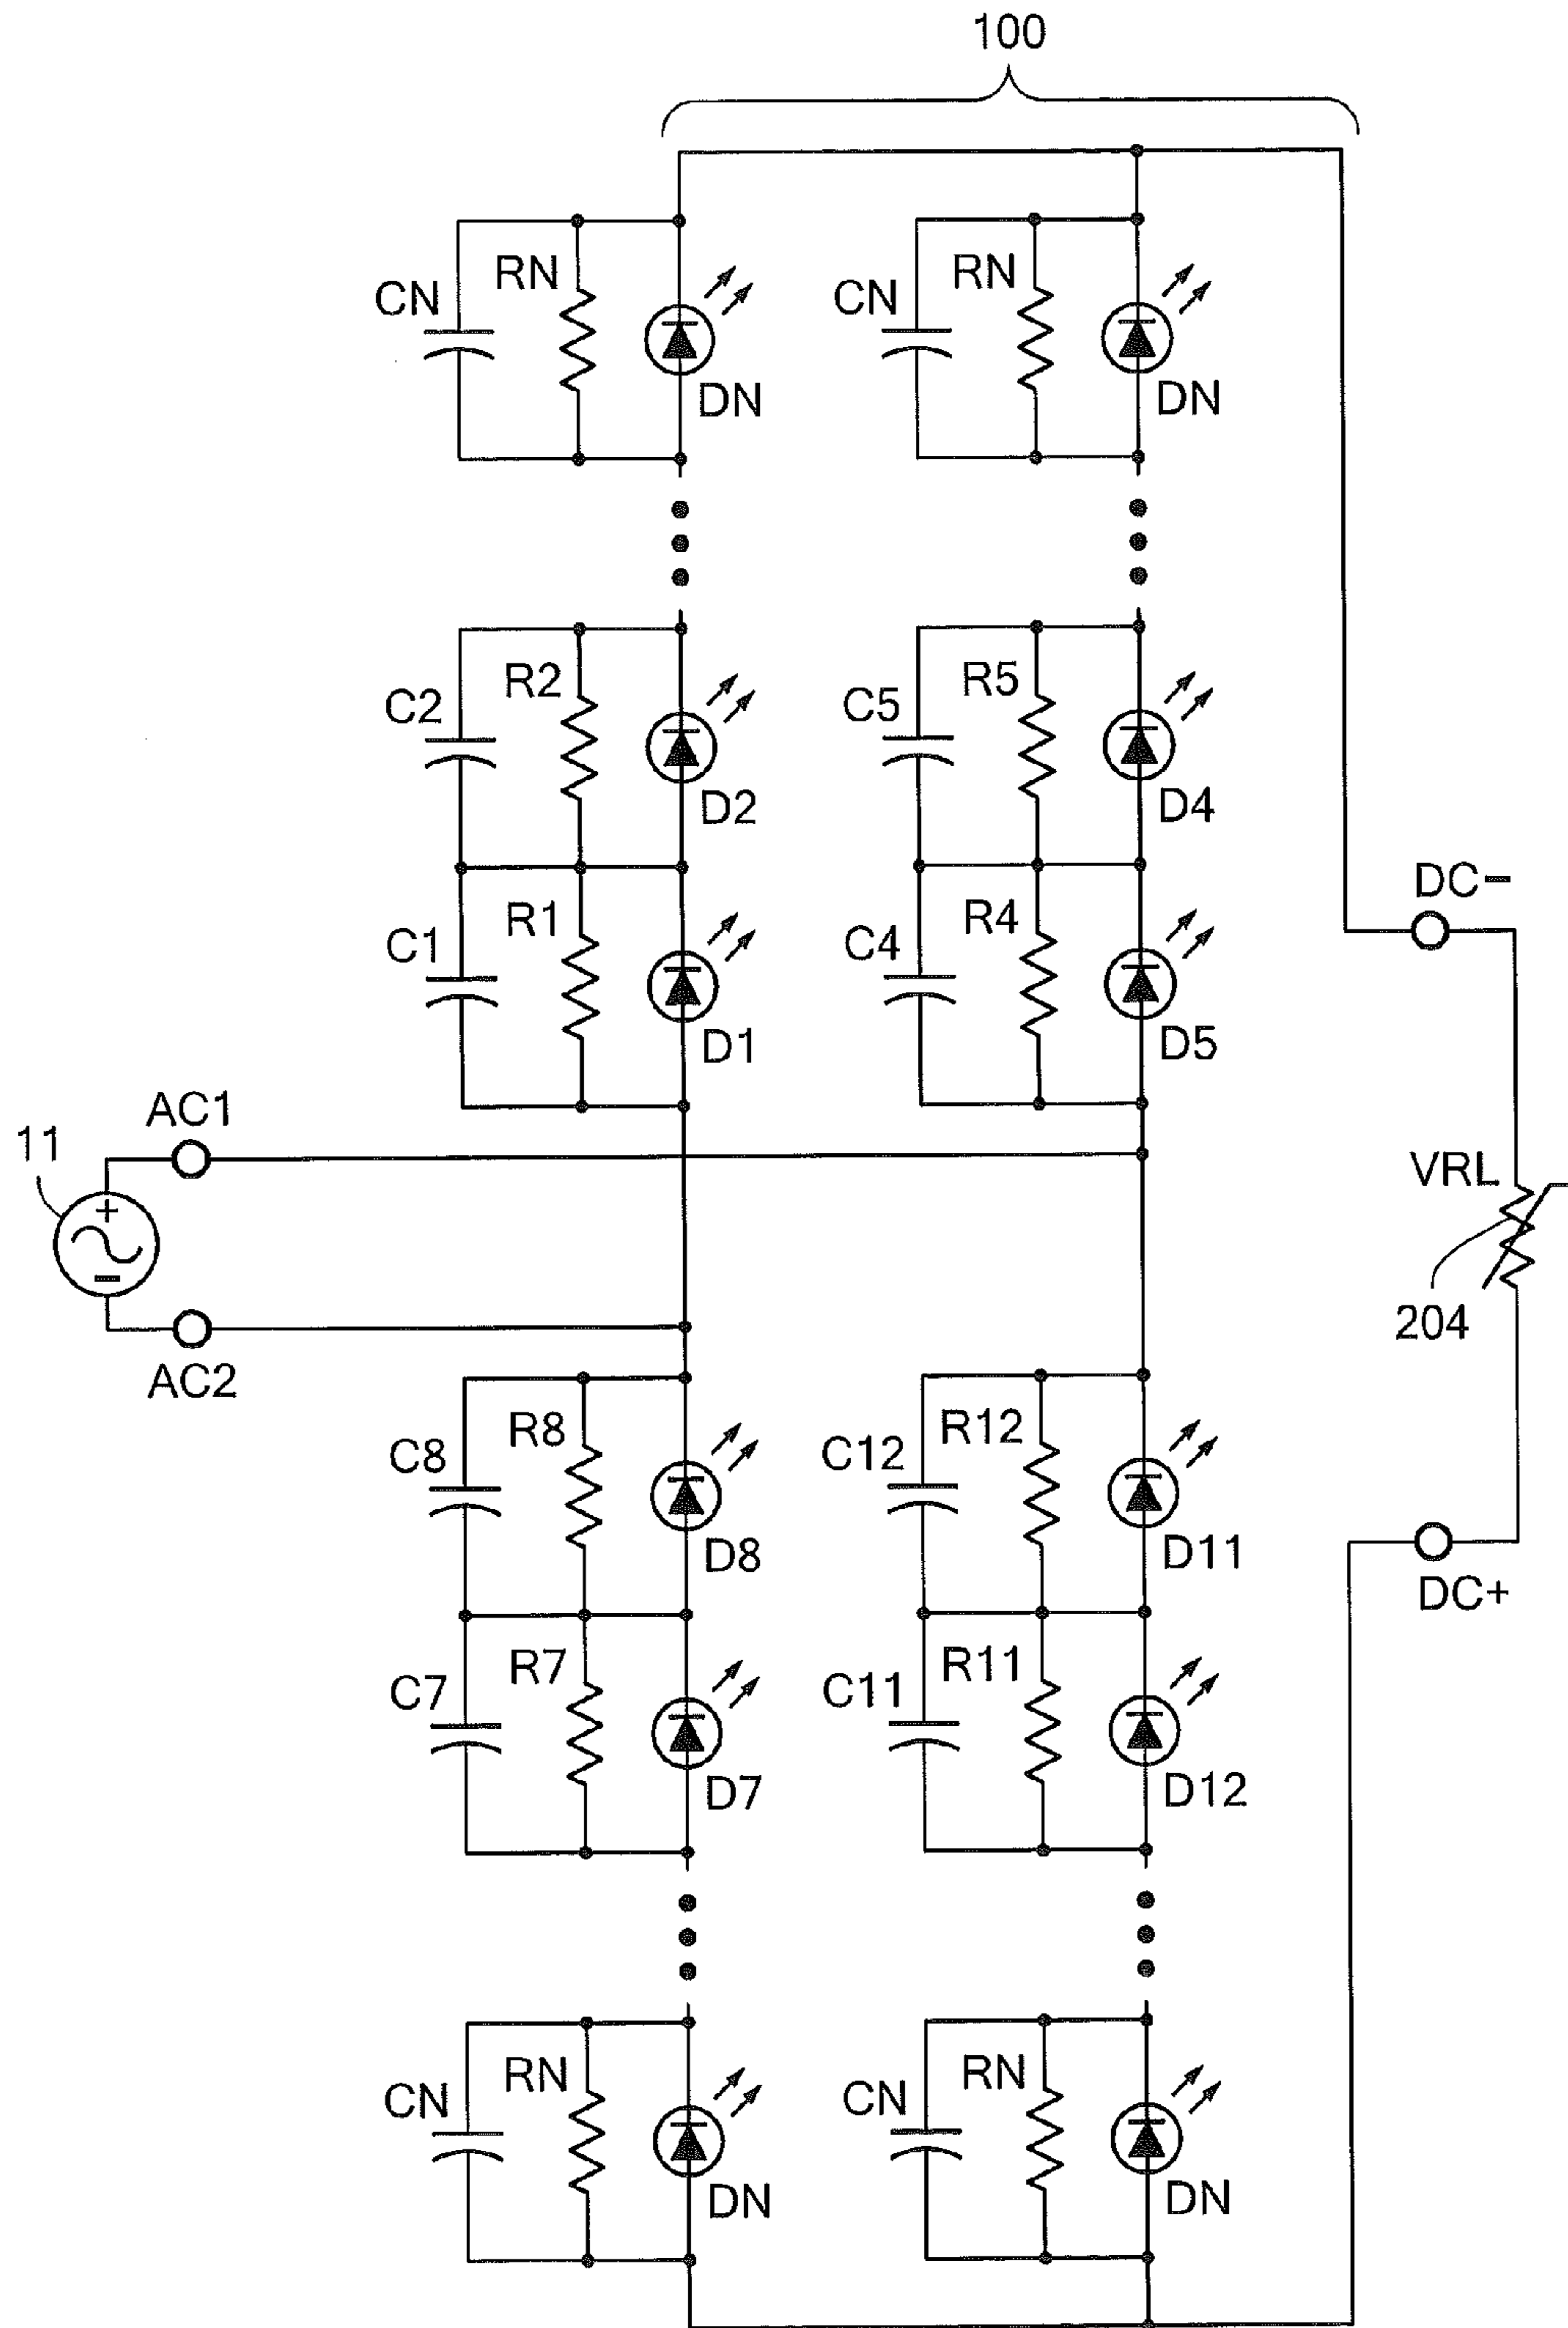 100
RN
CN
DN
RN
CN
DN
R2
C2
D2
R5
C5
D4
R1
C1
D1
R4
C4
D5
DC−
AC1
11
+
−
AC2
VRL
204
R8
C8
D8
R12
C12
D11
DC+
R7
C7
D7
R11
C11
D12
RN
CN
DN
RN
CN
DN